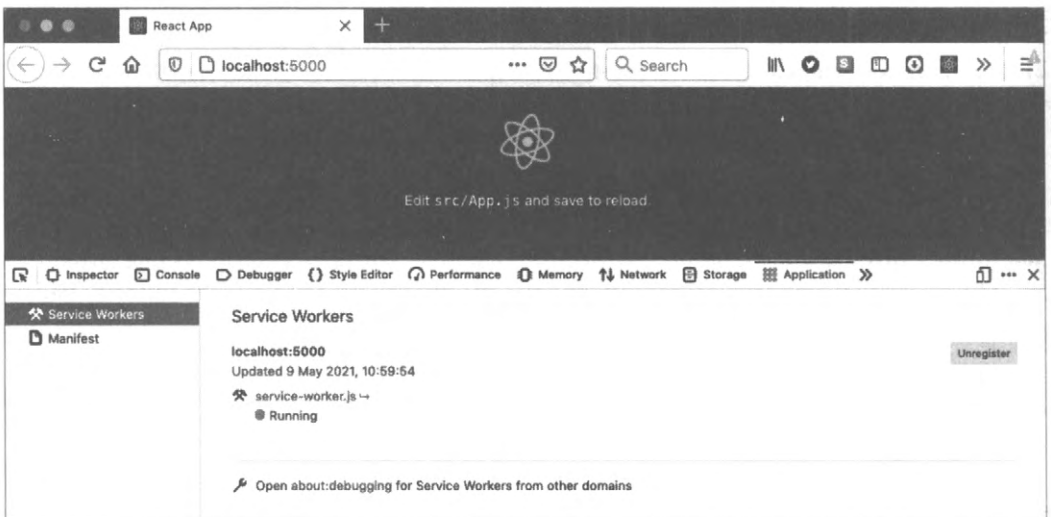 React App
localhost:5000
Search
S
Edit src/App.js and save to reload.
Inspector Console Debugger Style Editor Performance Memory Network Storage Application
Service Workers
Manifest
Service Workers
localhost:5000
Updated 9 May 2021, 10:59:54
Unregister
service-worker.js
Running
Open about:debugging for Service Workers from other domains